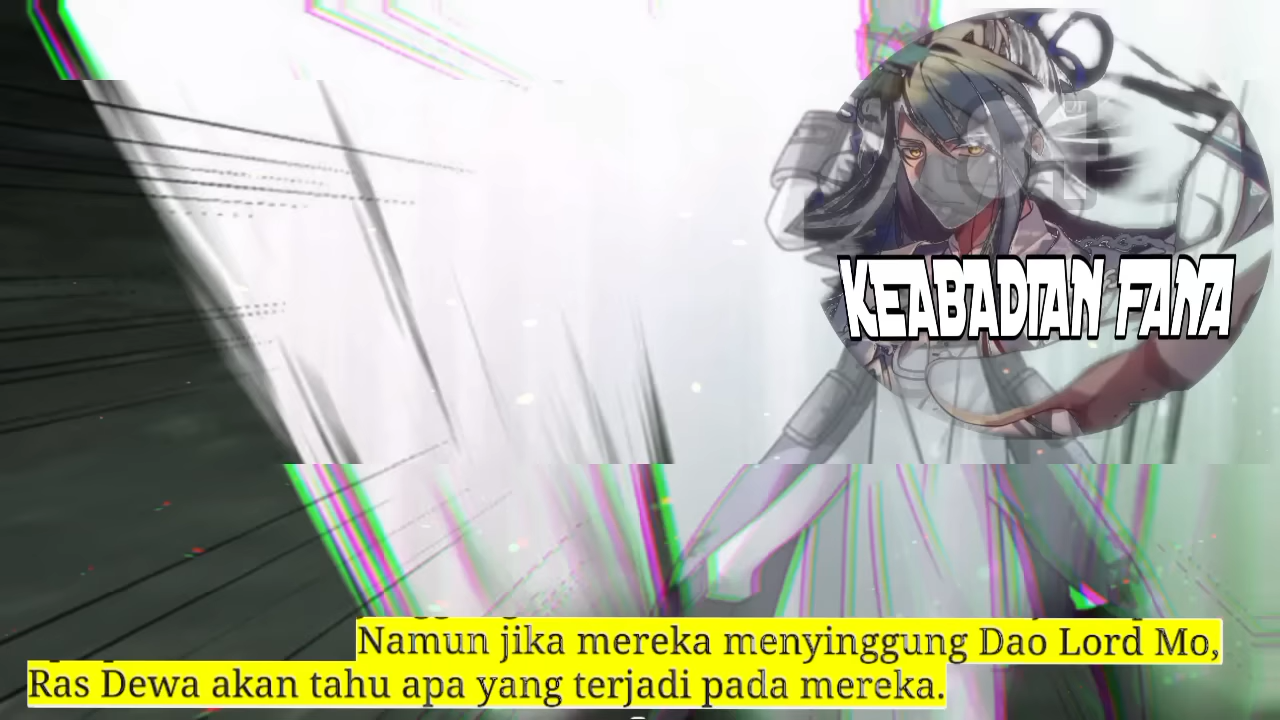 KEABADIAN FANA
Namun jika mereka menyinggung Dao Lord Mo,
Ras Dewa akan tahu apa yang terjadi pada mereka.